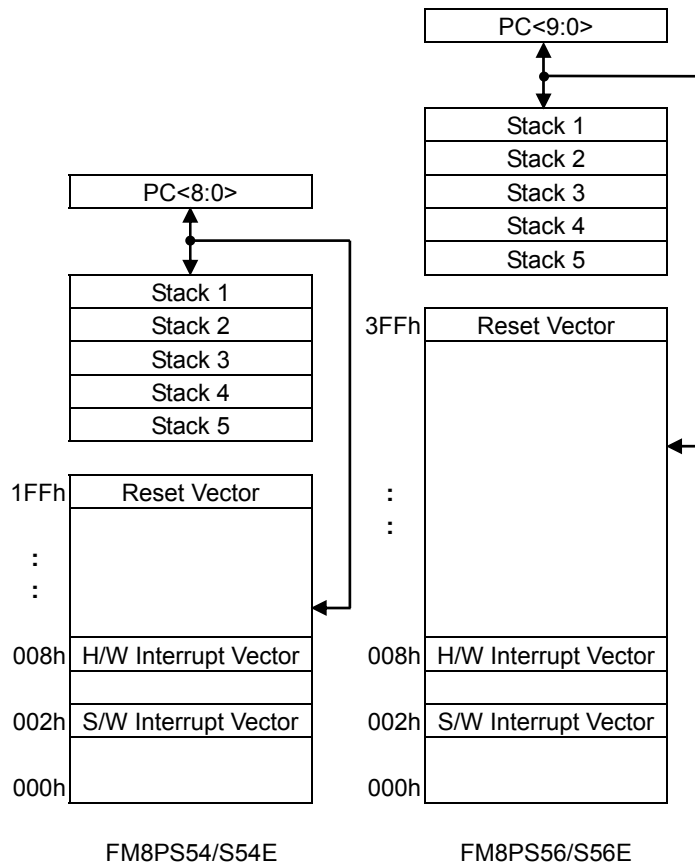 PC<8:0>
Stack 1
Stack 2
Stack 3
Stack 4
Stack 5
1FFh Reset Vector
:
:
008h H/W Interrupt Vector
002h S/W Interrupt Vector
000h
FM8PS54/S54E
PC<9:0>
Stack 1
Stack 2
Stack 3
Stack 4
Stack 5
3FFh Reset Vector
:
:
008h H/W Interrupt Vector
002h S/W Interrupt Vector
000h
FM8PS56/S56E